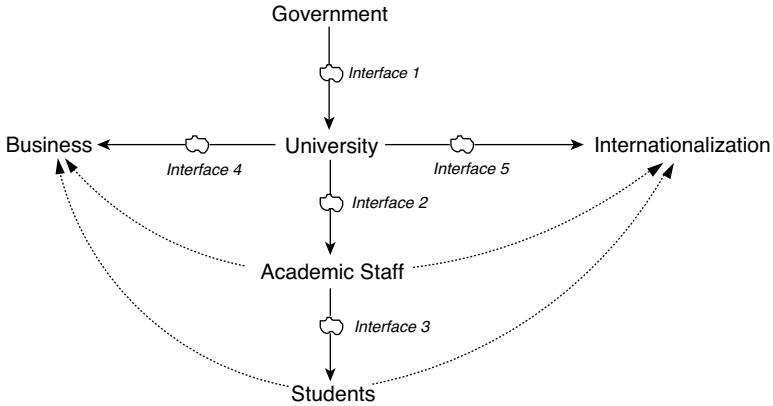 Government
Interface 1
Business
University
Internationalization
Interface 4
Interface 5
Interface 2
Academic Staff
Interface 3
Students